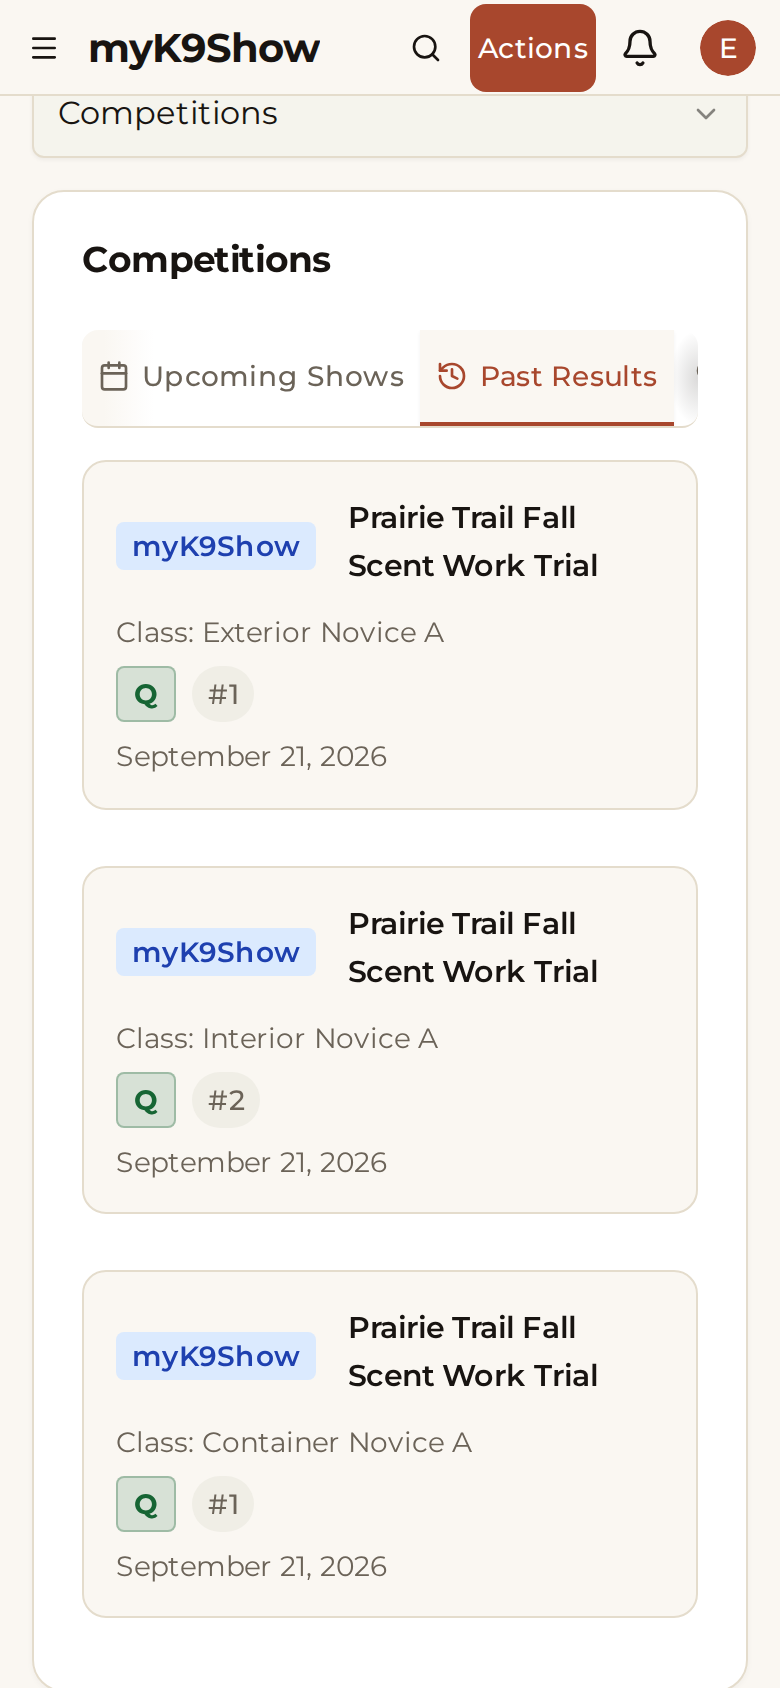 myK9Show
Actions
E
Competitions
Competitions
Upcoming Shows
Past Results
myK9Show
Prairie Trail Fall
Scent Work Trial
Class: Exterior Novice A
Q
#1
September 21, 2026
myK9Show
Prairie Trail Fall
Scent Work Trial
Class: Interior Novice A
Q
#2
September 21, 2026
myK9Show
Prairie Trail Fall
Scent Work Trial
Class: Container Novice A
Q
#1
September 21, 2026